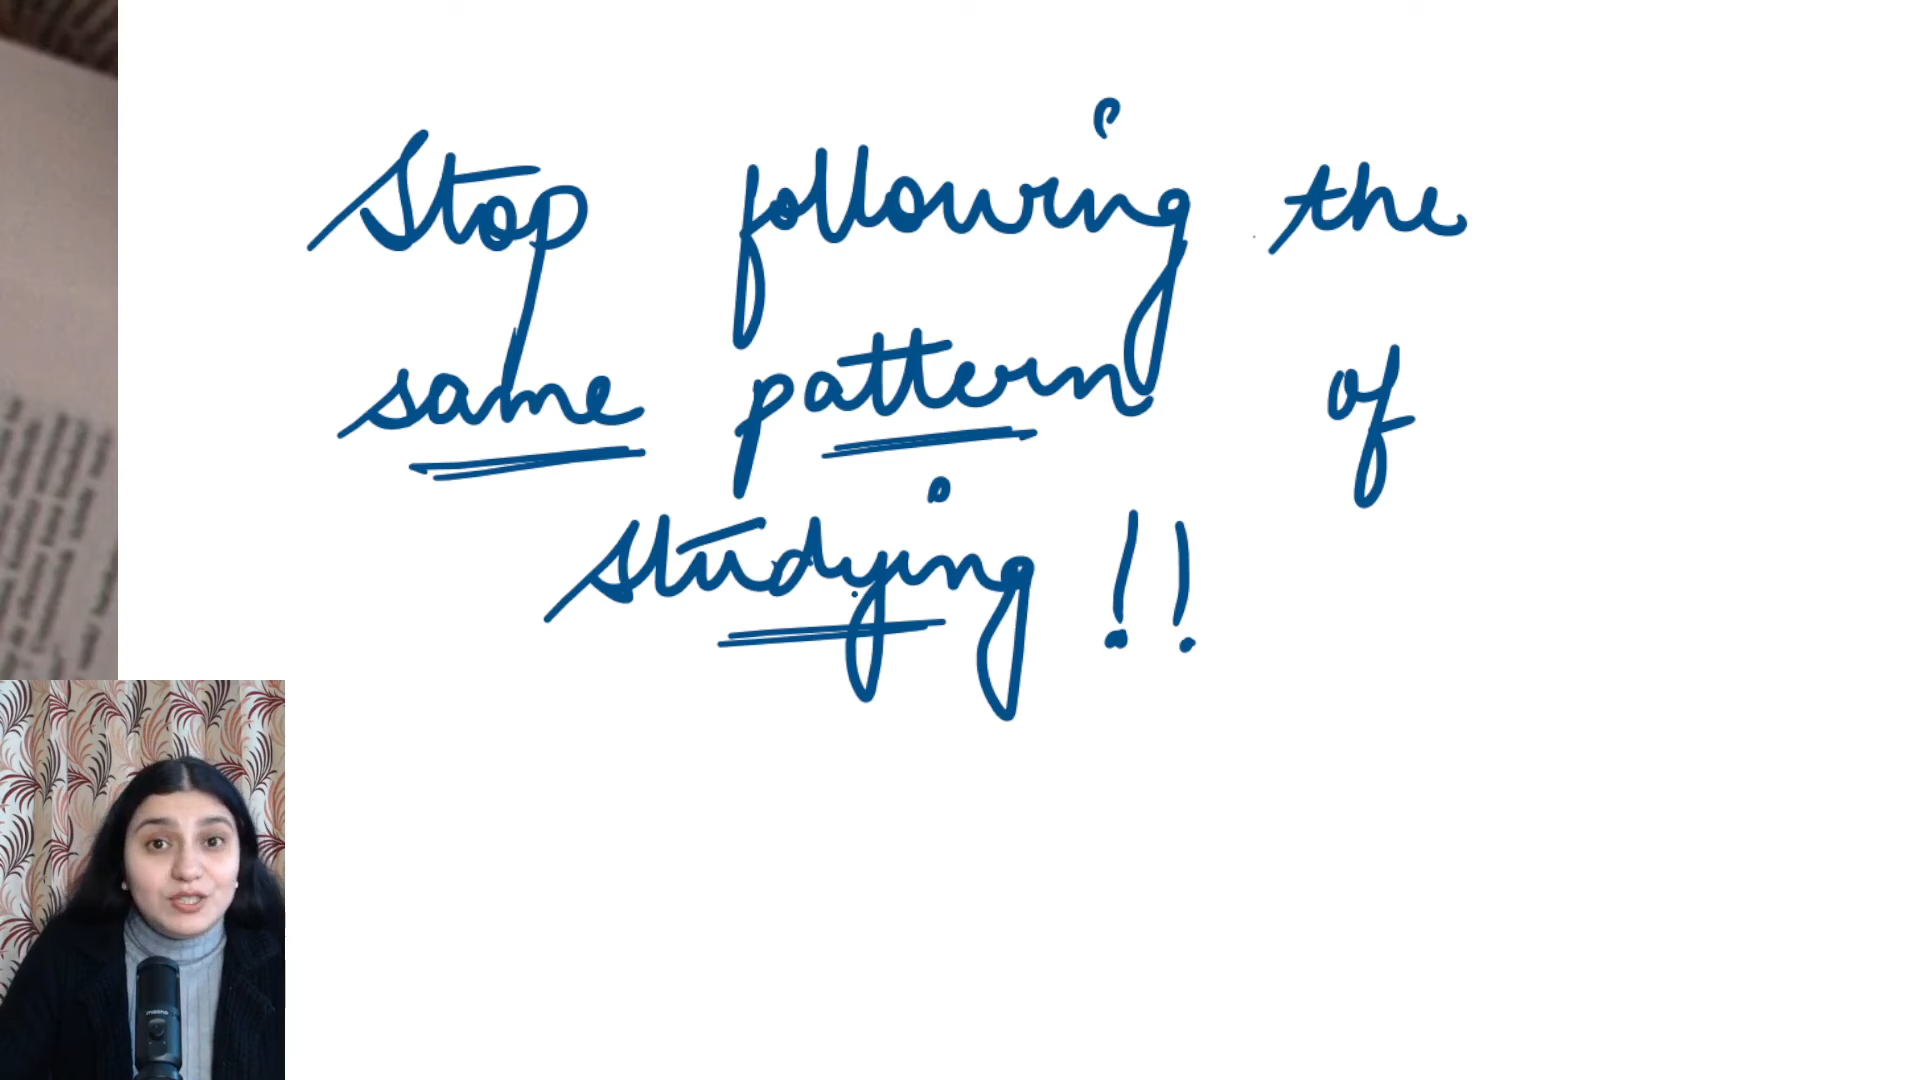 Stop following the
same pattern of
studying !!